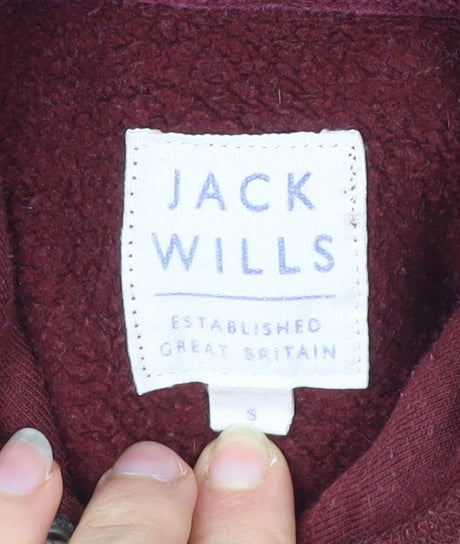 JACK
WILLS
ESTABLISHED
GREAT BRITAIN
S